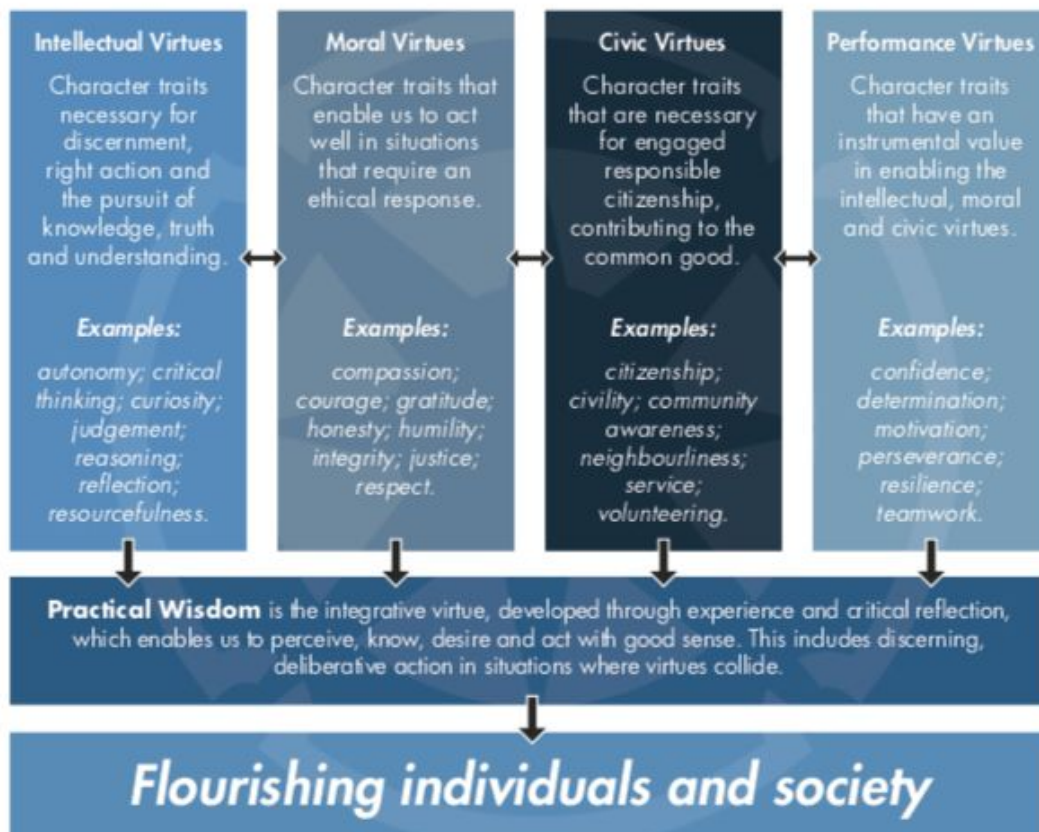 Intellectual Virtues
Character traits
necessary for
discernment,
right action and
the pursuit of
knowledge, truth
and understanding.
Examples:
autonomy; critical
thinking; curiosity;
judgement;
reasoning;
reflection;
resourcefulness.
Moral Virtues
Character traits that
enable us to act
well in situations
that require an
ethical response.
Examples:
compassion;
courage; gratitude;
honesty; humility;
integrity; justice;
respect.
Civic Virtues
Character traits
that are necessary
for engaged
responsible
citizenship,
contributing to the
common good.
Examples:
citizenship;
civility; community
awareness;
neighbourliness;
service;
volunteering.
Performance Virtues
Character traits
that have an
instrumental value
in enabling the
intellectual, moral
and civic virtues.
Examples:
confidence;
determination;
motivation;
perseverance;
resilience;
teamwork.
Practical Wisdom is the integrative virtue, developed through experience and critical reflection,
which enables us to perceive, know, desire and act with good sense. This includes discerning,
deliberative action in situations where virtues collide.
Flourishing individuals and society